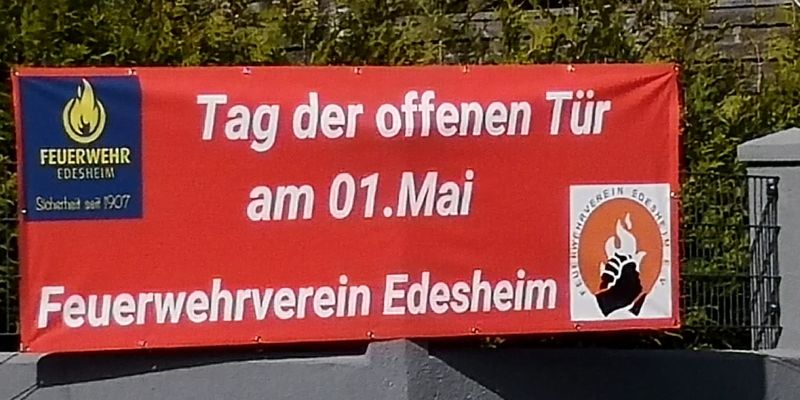 Tag der offenen Tür
am 01.Mai
Feuerwehrverein Edesheim
FEUERWEHR
EDESHEIM
Sicherheit seit 1907
FEUERWEHRVEREIN EDESHEIM E.V.